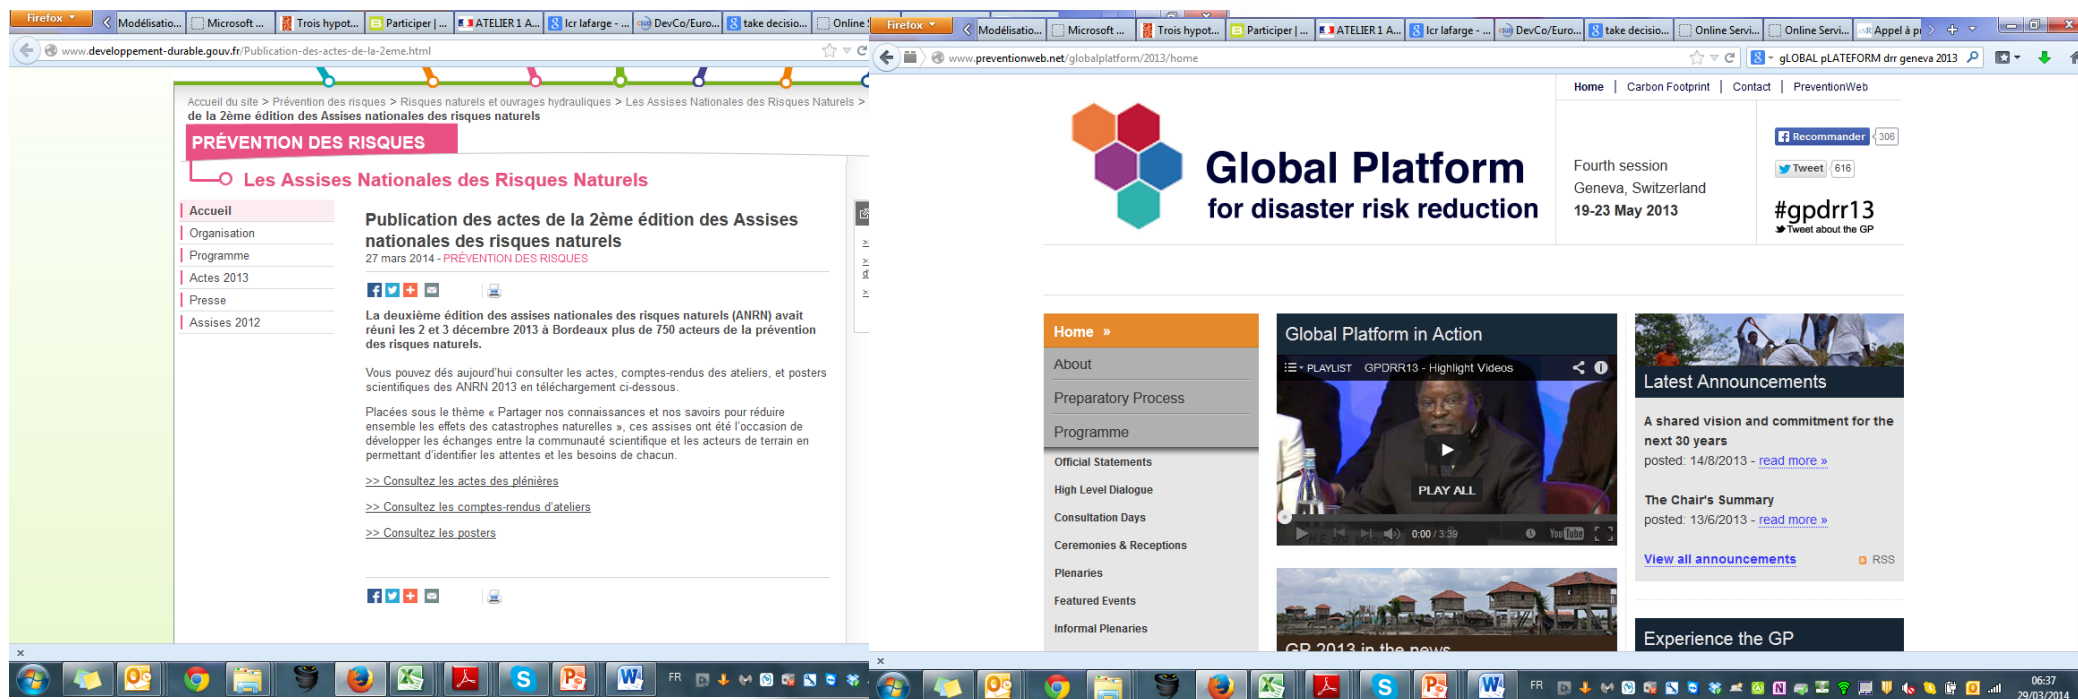 Firefox
Modélisatio...
Microsoft ...
Trois hypot...
Participer | ...
ATELIER 1 A...
lcr lafarge - ...
DevCo/Euro...
take decisio...
Online
www.developpement-durable.gouv.fr/Publication-des-actes-de-la-2eme.html
Accueil du site > Prévention des risques > Risques naturels et ouvrages hydrauliques > Les Assises Nationales des Risques Naturels >
de la 2ème édition des Assises nationales des risques naturels
PRÉVENTION DES RISQUES
Les Assises Nationales des Risques Naturels
Accueil
Organisation
Programme
Actes 2013
Presse
Assises 2012
Publication des actes de la 2ème édition des Assises
nationales des risques naturels
27 mars 2014 - PRÉVENTION DES RISQUES
La deuxième édition des assises nationales des risques naturels (ANRN) avait
réuni les 2 et 3 décembre 2013 à Bordeaux plus de 750 acteurs de la prévention
des risques naturels.
Vous pouvez dés aujourd'hui consulter les actes, comptes-rendus des ateliers, et posters
scientifiques des ANRN 2013 en téléchargement ci-dessous.
Placées sous le thème « Partager nos connaissances et nos savoirs pour réduire
ensemble les effets des catastrophes naturelles », ces assises ont été l'occasion de
développer les échanges entre la communauté scientifique et les acteurs de terrain en
permettant d'identifier les attentes et les besoins de chacun.
>> Consultez les actes des plénières
>> Consultez les comptes-rendus d'ateliers
>> Consultez les posters
FR
Firefox
Modélisatio...
Microsoft ...
Trois hypot...
Participer | ...
ATELIER 1 A...
lcr lafarge - ...
DevCo/Euro...
take decisio...
Online Servi...
Online Servi...
Appel à p
www.preventionweb.net/globalplatform/2013/home
gLOBAL pLATEFORM drr geneva 2013
Home | Carbon Footprint | Contact | PreventionWeb
Global Platform
for disaster risk reduction
Fourth session
Geneva, Switzerland
19-23 May 2013
Recommander 306
Tweet 616
#gpdrr13
Tweet about the GP
Home »
About
Preparatory Process
Programme
Official Statements
High Level Dialogue
Consultation Days
Ceremonies & Receptions
Plenaries
Featured Events
Informal Plenaries
Global Platform in Action
PLAYLIST GPDRR13 - Highlight Videos
PLAY ALL
0:00 / 3:39
YouTube
GP 2013 in the news
Latest Announcements
A shared vision and commitment for the
next 30 years
posted: 14/8/2013 - read more »
The Chair's Summary
posted: 13/6/2013 - read more »
View all announcements
RSS
Experience the GP
FR
06:37
29/03/2014